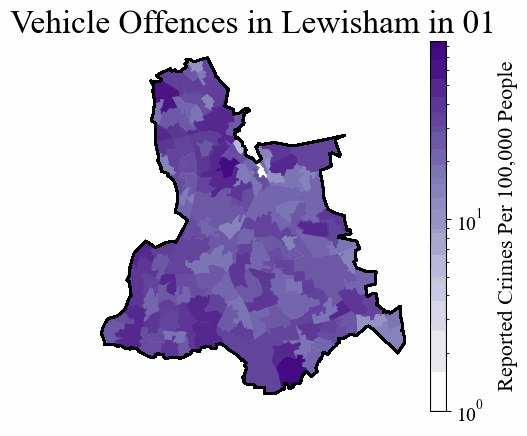 Vehicle Offences in Lewisham in 01
10¹
10⁰
Reported Crimes Per 100,000 People